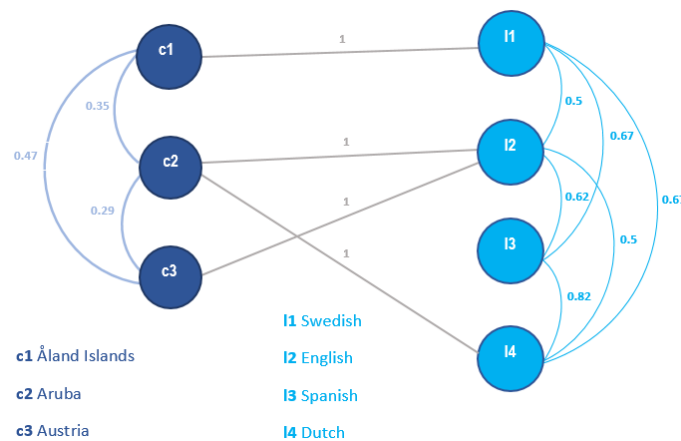 c1
1
l1
0.35
0.5
0.67
0.47
c2
1
l2
0.29
1
0.62
0.5
c3
1
l3
0.82
l4
l1 Swedish
l2 English
l3 Spanish
l4 Dutch
c1 Åland Islands
c2 Aruba
c3 Austria